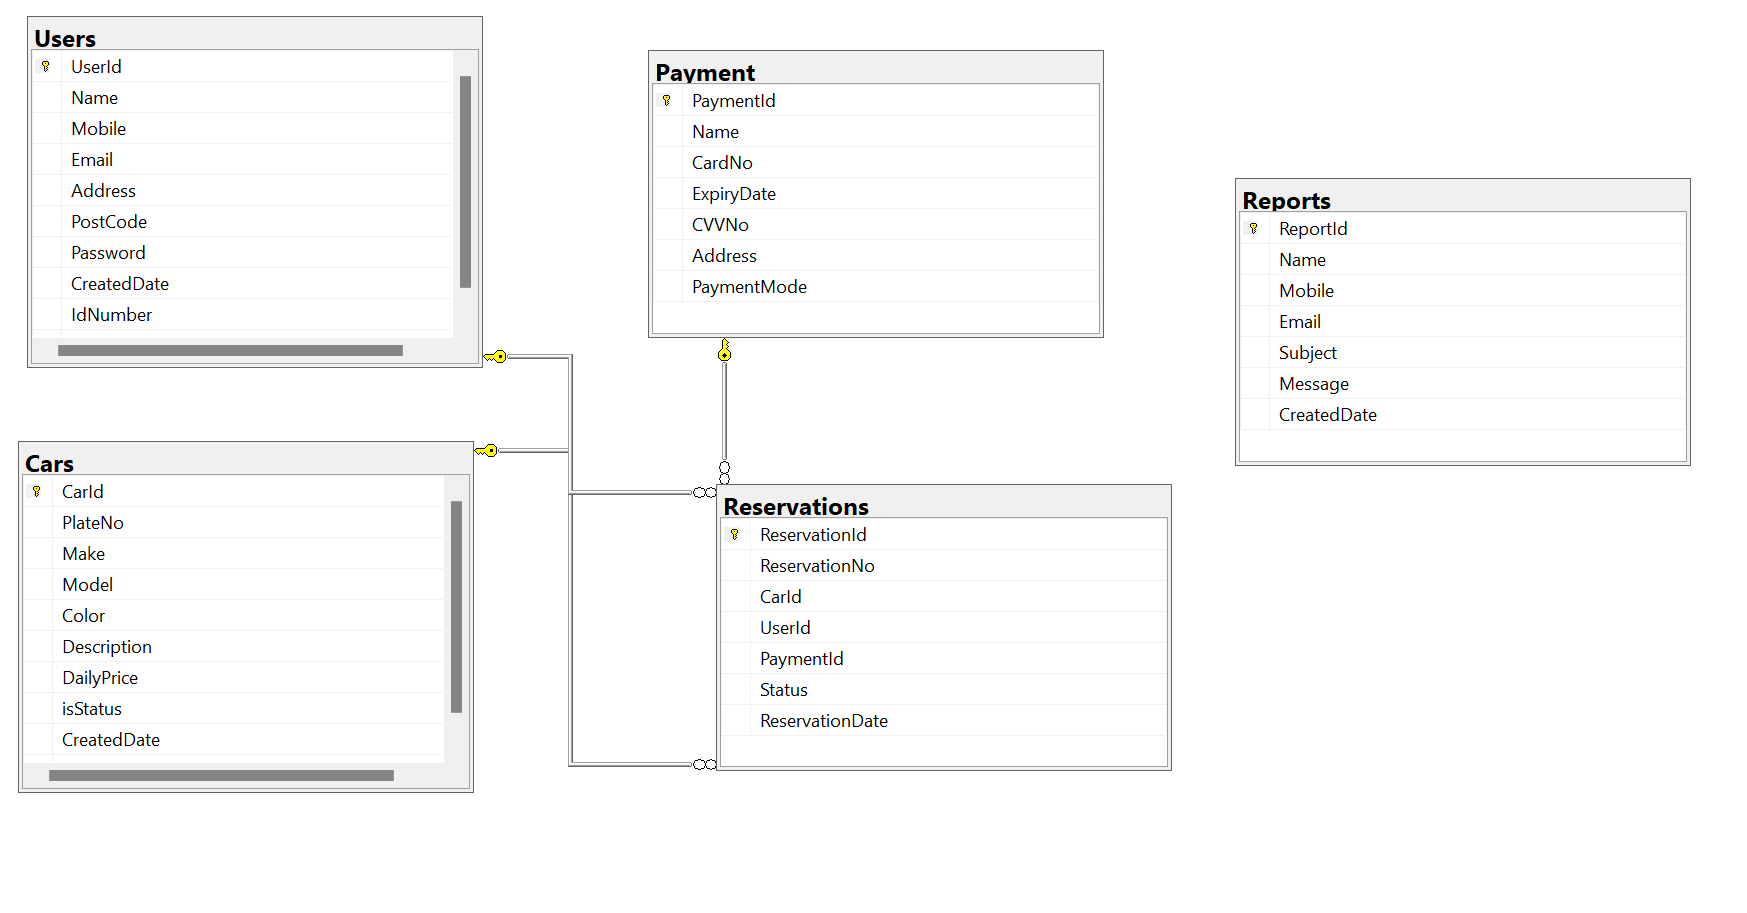 Users
UserId
Name
Mobile
Email
Address
PostCode
Password
CreatedDate
IdNumber
Payment
PaymentId
Name
CardNo
ExpiryDate
CVVNo
Address
PaymentMode
Reports
ReportId
Name
Mobile
Email
Subject
Message
CreatedDate
Cars
CarId
PlateNo
Make
Model
Color
Description
DailyPrice
isStatus
CreatedDate
Reservations
ReservationId
ReservationNo
CarId
UserId
PaymentId
Status
ReservationDate